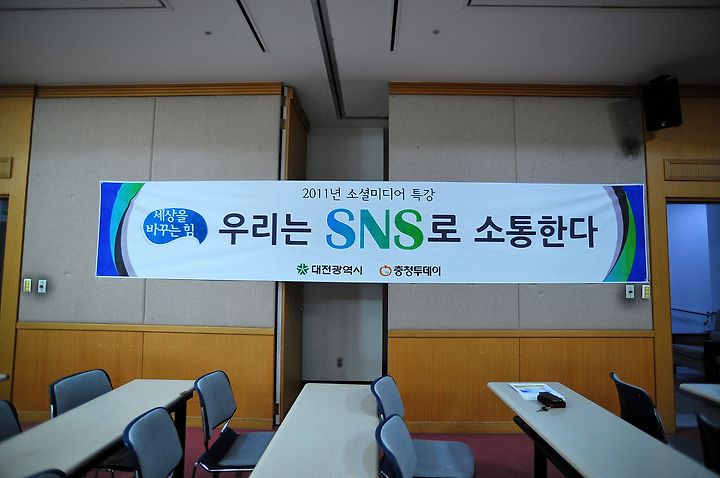 2011년 소셜미디어 특강
세상을
바꾸는 힘
우리는 SNS로 소통한다
대전광역시 충청투데이